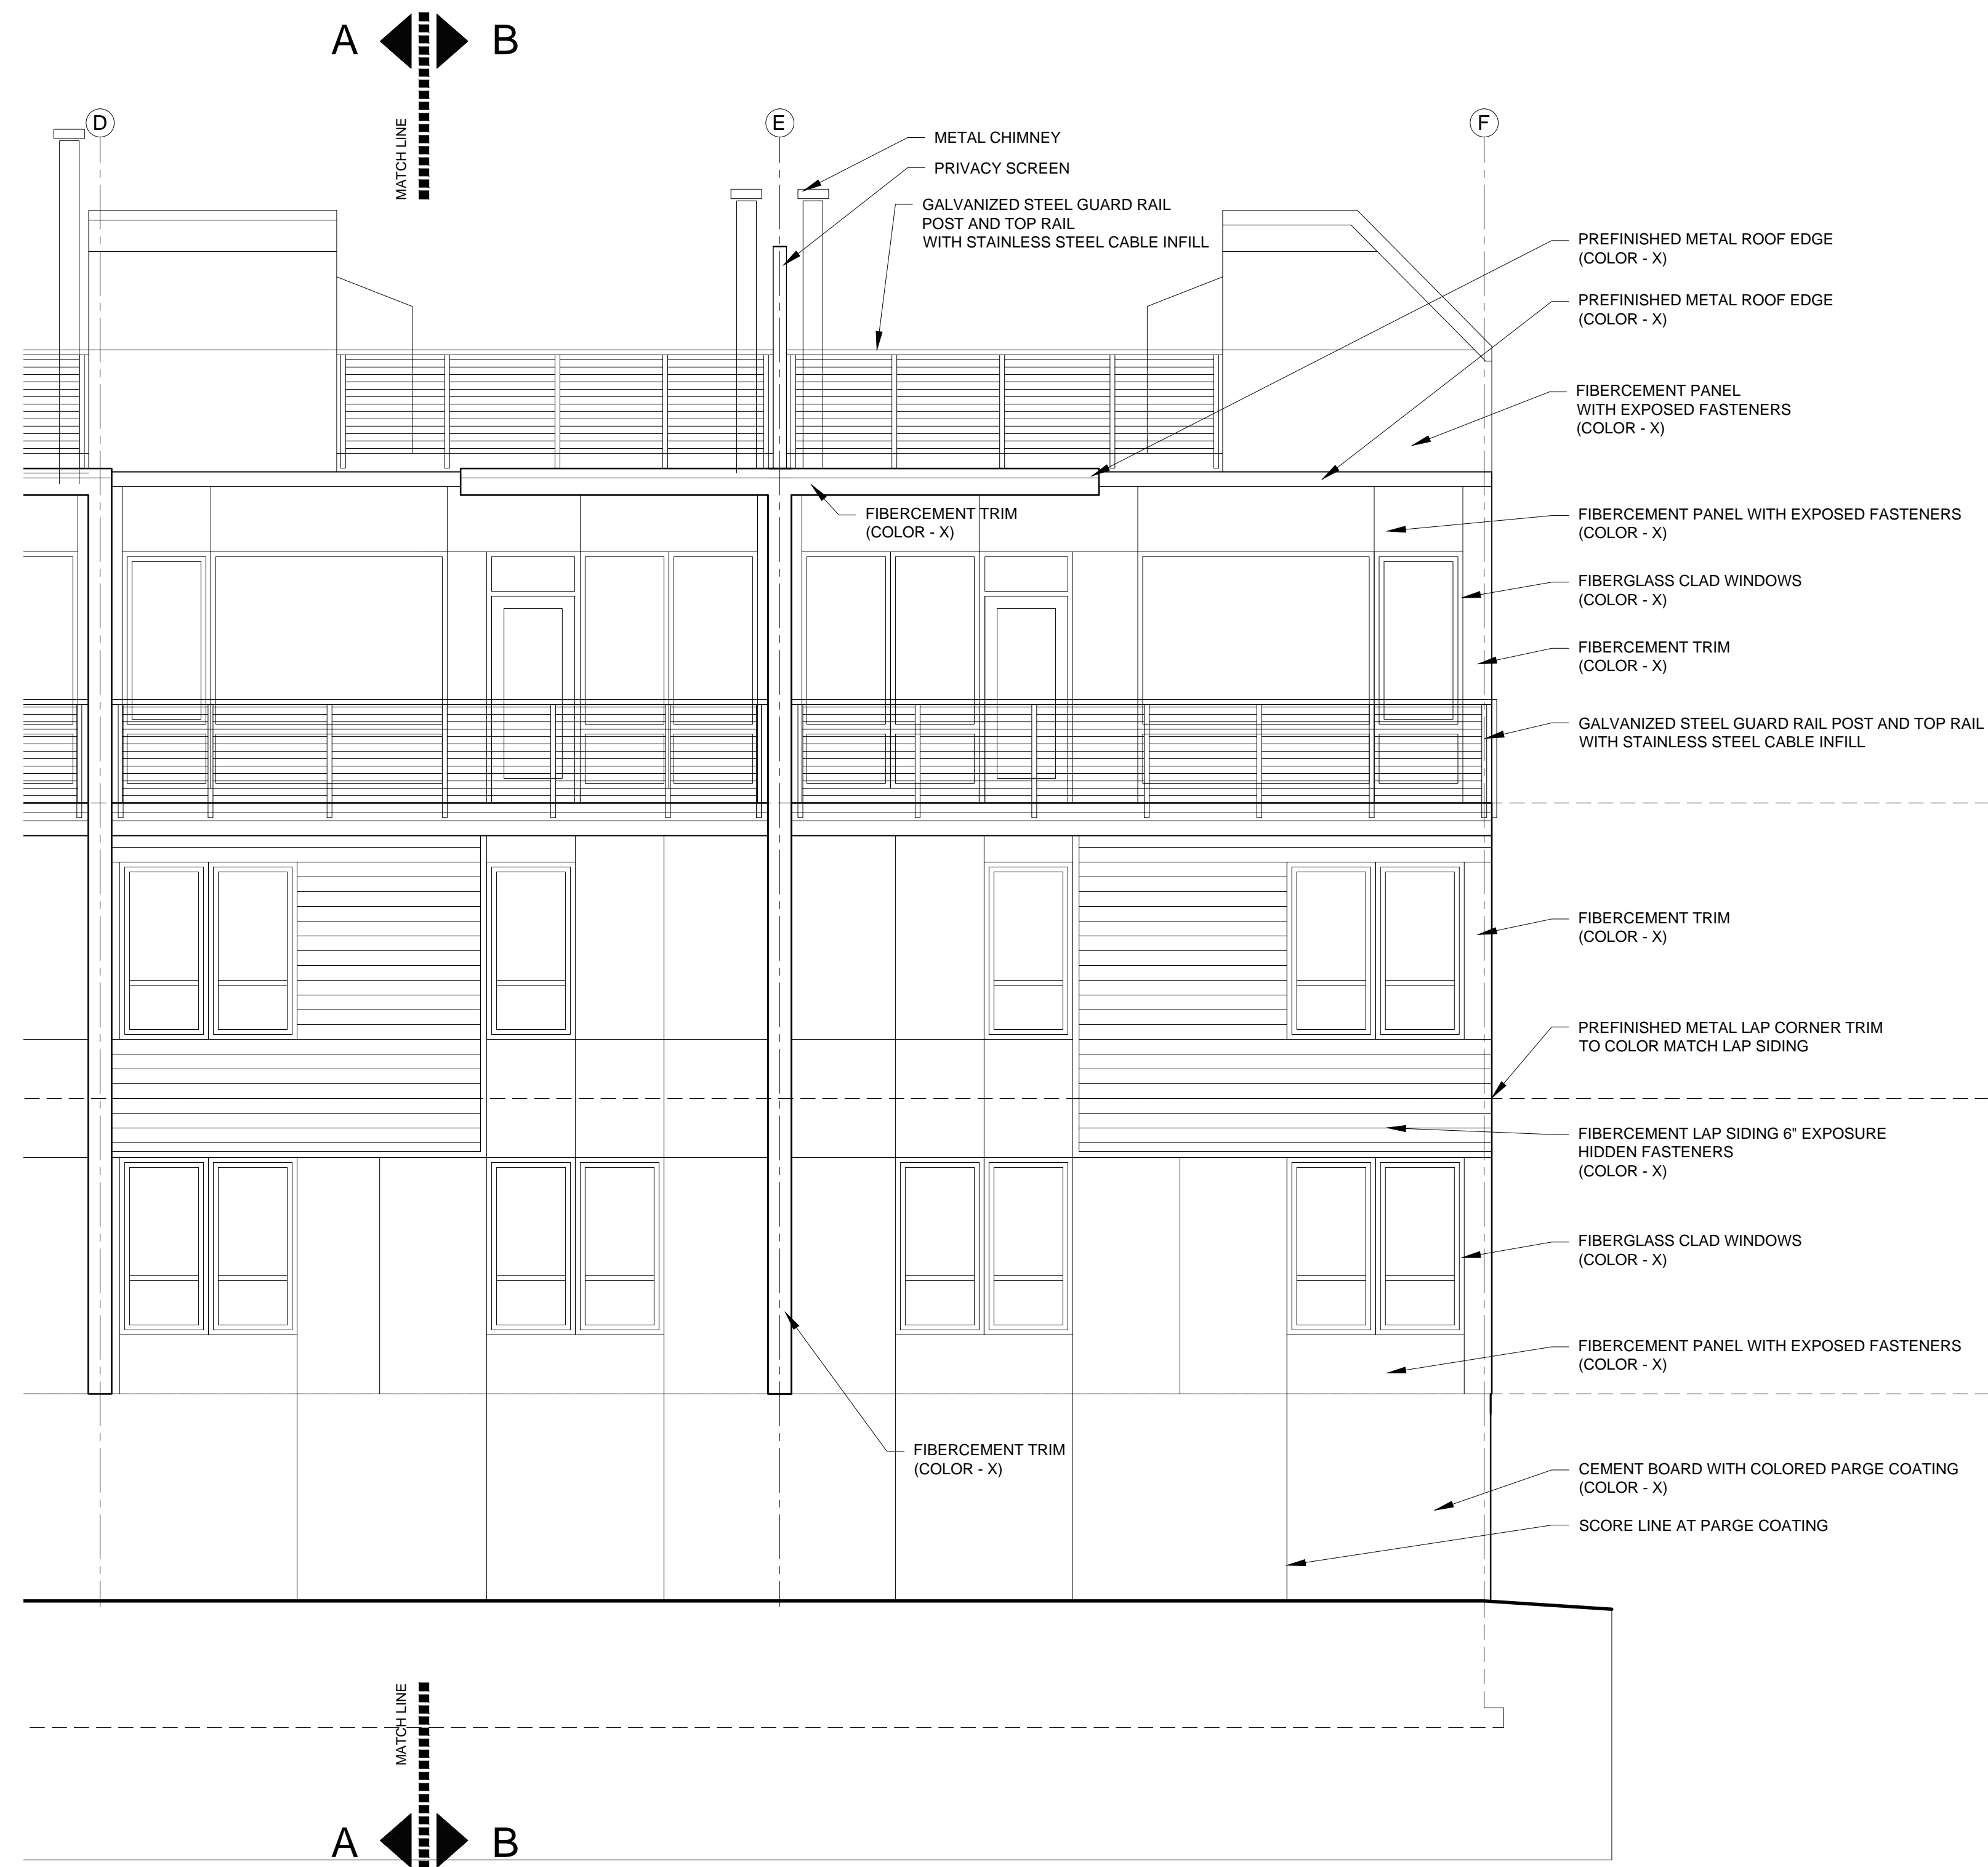 A B
MATCH LINE
D
E
F
METAL CHIMNEY
PRIVACY SCREEN
GALVANIZED STEEL GUARD RAIL
POST AND TOP RAIL
WITH STAINLESS STEEL CABLE INFILL
PREFINISHED METAL ROOF EDGE
(COLOR - X)
PREFINISHED METAL ROOF EDGE
(COLOR - X)
FIBERCEMENT PANEL
WITH EXPOSED FASTENERS
(COLOR - X)
FIBERCEMENT TRIM
(COLOR - X)
FIBERCEMENT PANEL WITH EXPOSED FASTENERS
(COLOR - X)
FIBERGLASS CLAD WINDOWS
(COLOR - X)
FIBERCEMENT TRIM
(COLOR - X)
GALVANIZED STEEL GUARD RAIL POST AND TOP RAIL
WITH STAINLESS STEEL CABLE INFILL
FIBERCEMENT TRIM
(COLOR - X)
PREFINISHED METAL LAP CORNER TRIM
TO COLOR MATCH LAP SIDING
FIBERCEMENT LAP SIDING 6" EXPOSURE
HIDDEN FASTENERS
(COLOR - X)
FIBERGLASS CLAD WINDOWS
(COLOR - X)
FIBERCEMENT PANEL WITH EXPOSED FASTENERS
(COLOR - X)
FIBERCEMENT TRIM
(COLOR - X)
CEMENT BOARD WITH COLORED PARGE COATING
(COLOR - X)
SCORE LINE AT PARGE COATING
MATCH LINE
A B